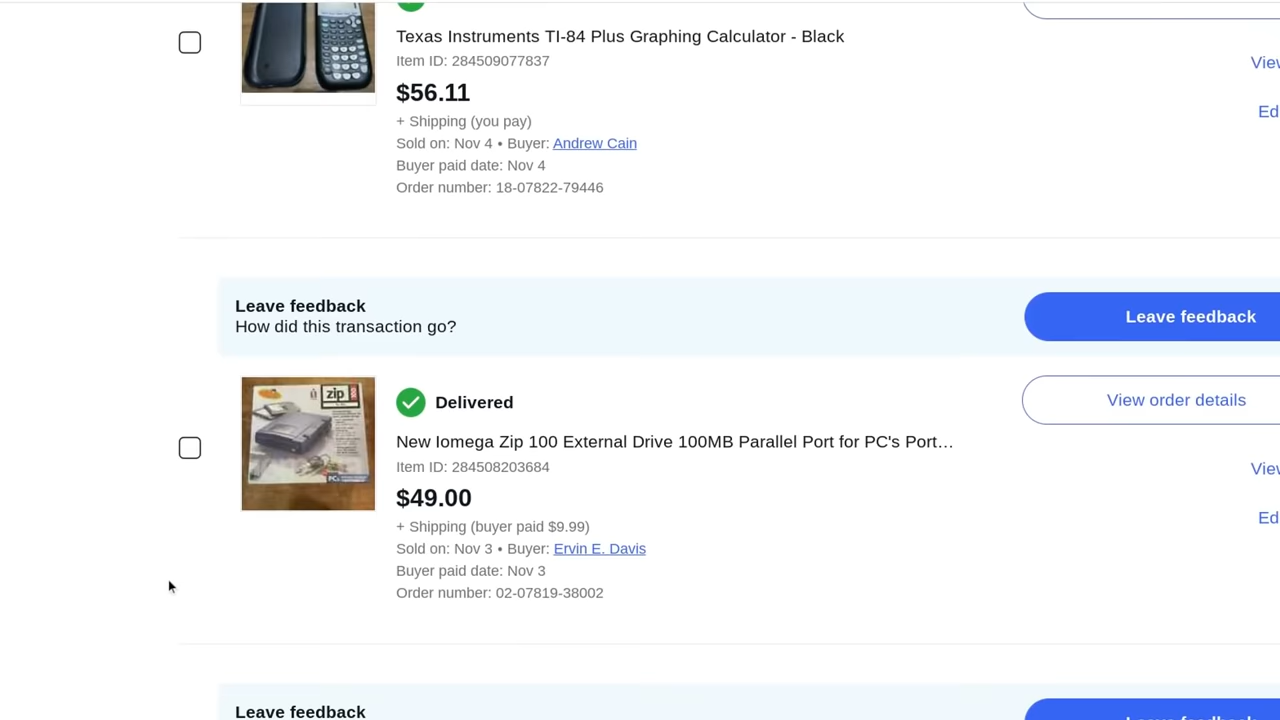 Texas Instruments TI-84 Plus Graphing Calculator - Black
Item ID: 284509077837
View
$56.11
Ed
+ Shipping (you pay)
Sold on: Nov 4 • Buyer: Andrew Cain
Buyer paid date: Nov 4
Order number: 18-07822-79446
Leave feedback
How did this transaction go?
Leave feedback
zip
Delivered
View order details
New Iomega Zip 100 External Drive 100MB Parallel Port for PC's Port…
Item ID: 284508203684
View
$49.00
Ed
+ Shipping (buyer paid $9.99)
Sold on: Nov 3 • Buyer: Ervin E. Davis
Buyer paid date: Nov 3
Order number: 02-07819-38002
Leave feedback
Leave feedback